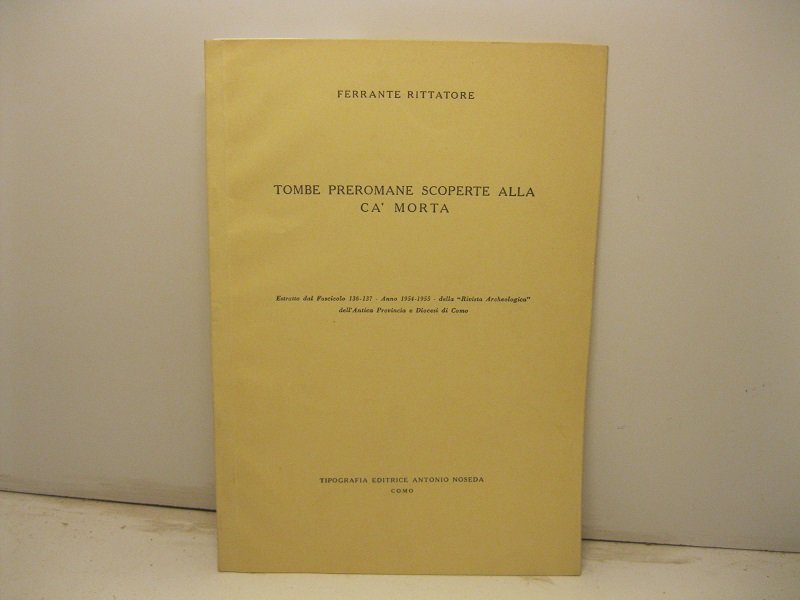 FERRANTE RITTATORE
TOMBE PREROMANE SCOPERTE ALLA
CA' MORTA
Estratto dal Fascicolo 136-137 - Anno 1954-1955 - della "Rivista Archeologica"
dell'Antica Provincia e Diocesi di Como
TIPOGRAFIA EDITRICE ANTONIO NOSEDA
COMO